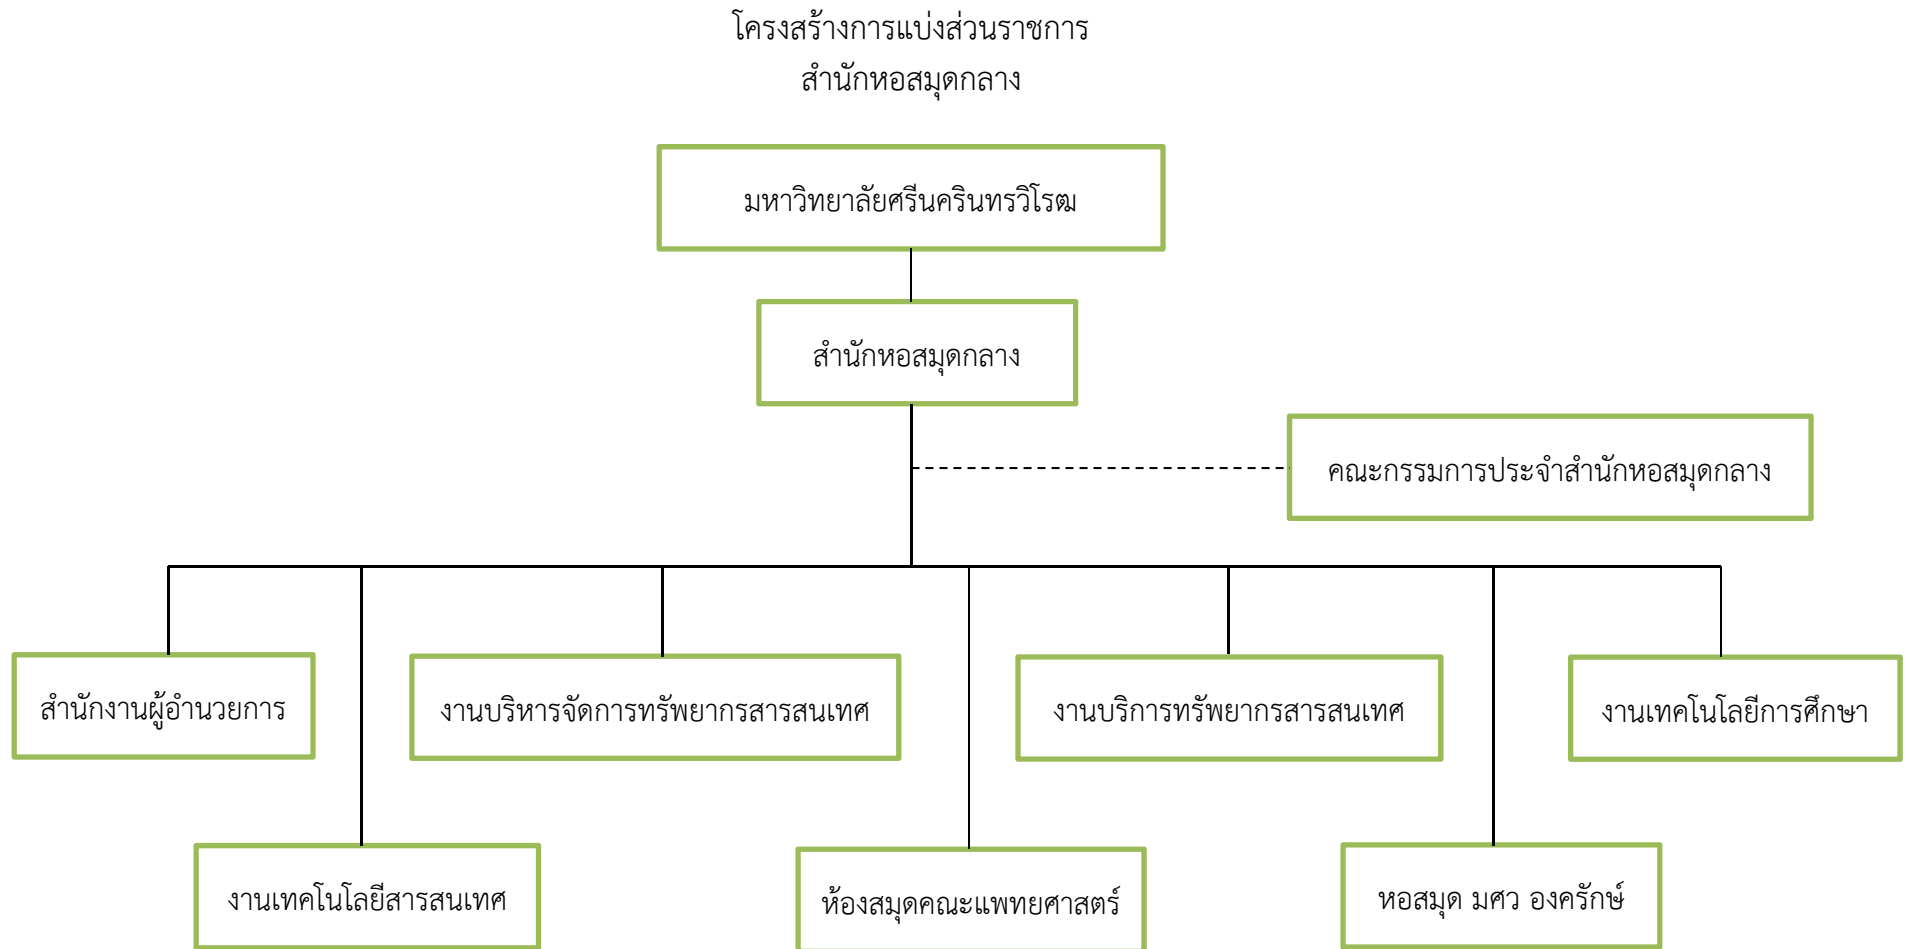 โครงสร้างการแบ่งส่วนราชการ
สำนักหอสมุดกลาง
มหาวิทยาลัยศรีนครินทรวิโรฒ
สำนักหอสมุดกลาง
คณะกรรมการประจำสำนักหอสมุดกลาง
สำนักงานผู้อำนวยการ
งานบริหารจัดการทรัพยากรสารสนเทศ
งานบริการทรัพยากรสารสนเทศ
งานเทคโนโลยีการศึกษา
งานเทคโนโลยีสารสนเทศ
ห้องสมุดคณะแพทยศาสตร์
หอสมุด มศว องครักษ์